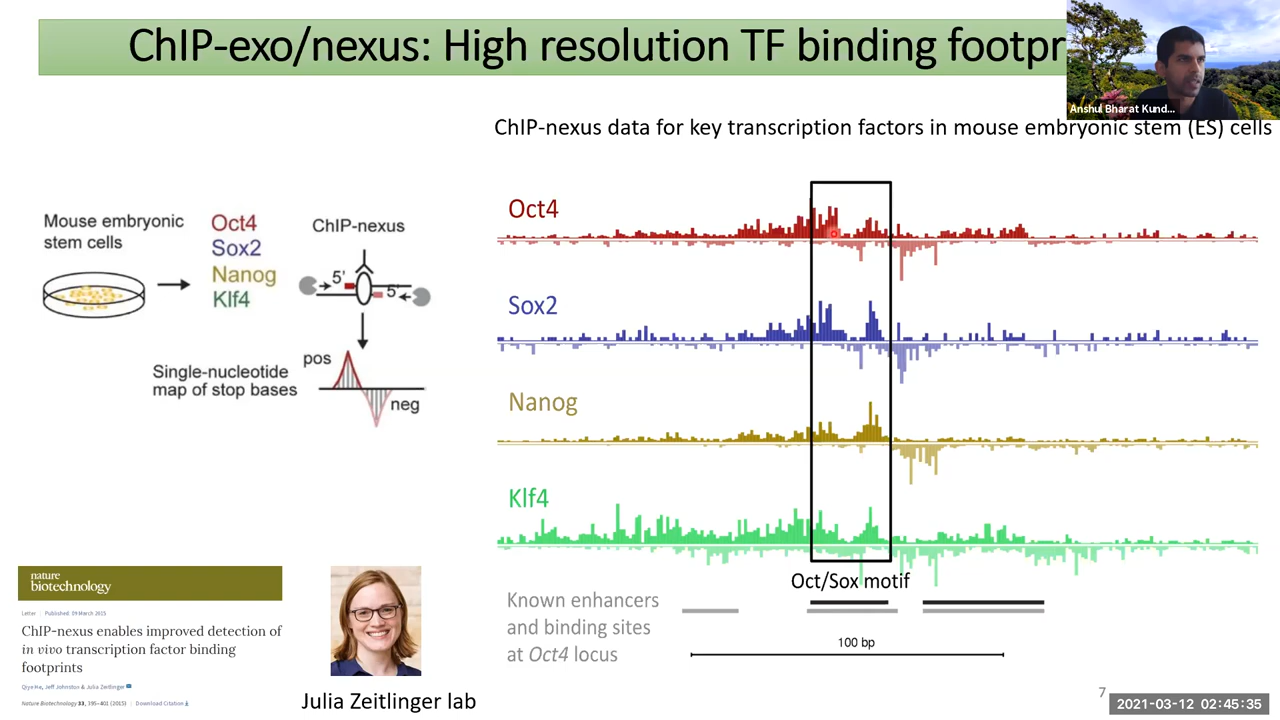 ChIP-exo/nexus: High resolution TF binding footpr
Anshul Bharat Kund...
ChIP-nexus data for key transcription factors in mouse embryonic stem (ES) cells
Mouse embryonic
stem cells
Oct4
Sox2
Nanog
Klf4
ChIP-nexus
5'
5'
pos
neg
Single-nucleotide
map of stop bases
Oct4
Sox2
Nanog
Klf4
Oct/Sox motif
Known enhancers
and binding sites
at Oct4 locus
100 bp
nature
biotechnology
Letter | Published: 09 March 2015
ChIP-nexus enables improved detection of
in vivo transcription factor binding
footprints
Qiye He, Jeff Johnston & Julia Zeitlinger
Nature Biotechnology 33, 395–401 (2015) | Download Citation
Julia Zeitlinger lab
7
2021-03-12 02:45:35